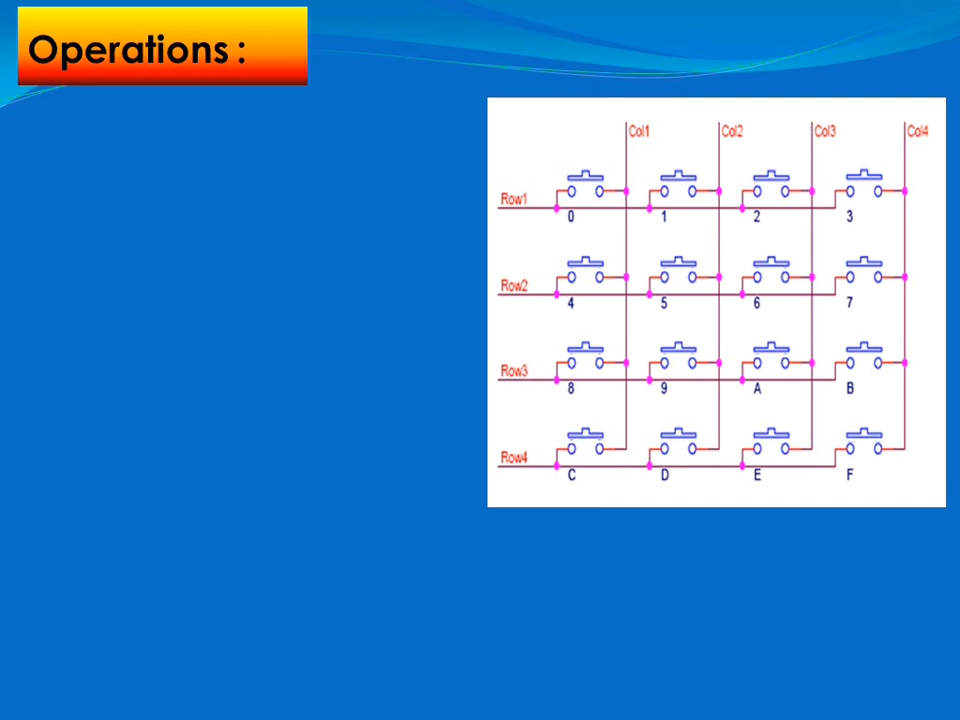 Operations :
Col1 Col2 Col3 Col4
Row1
0 1 2 3
Row2
4 5 6 7
Row3
8 9 A B
Row4
C D E F